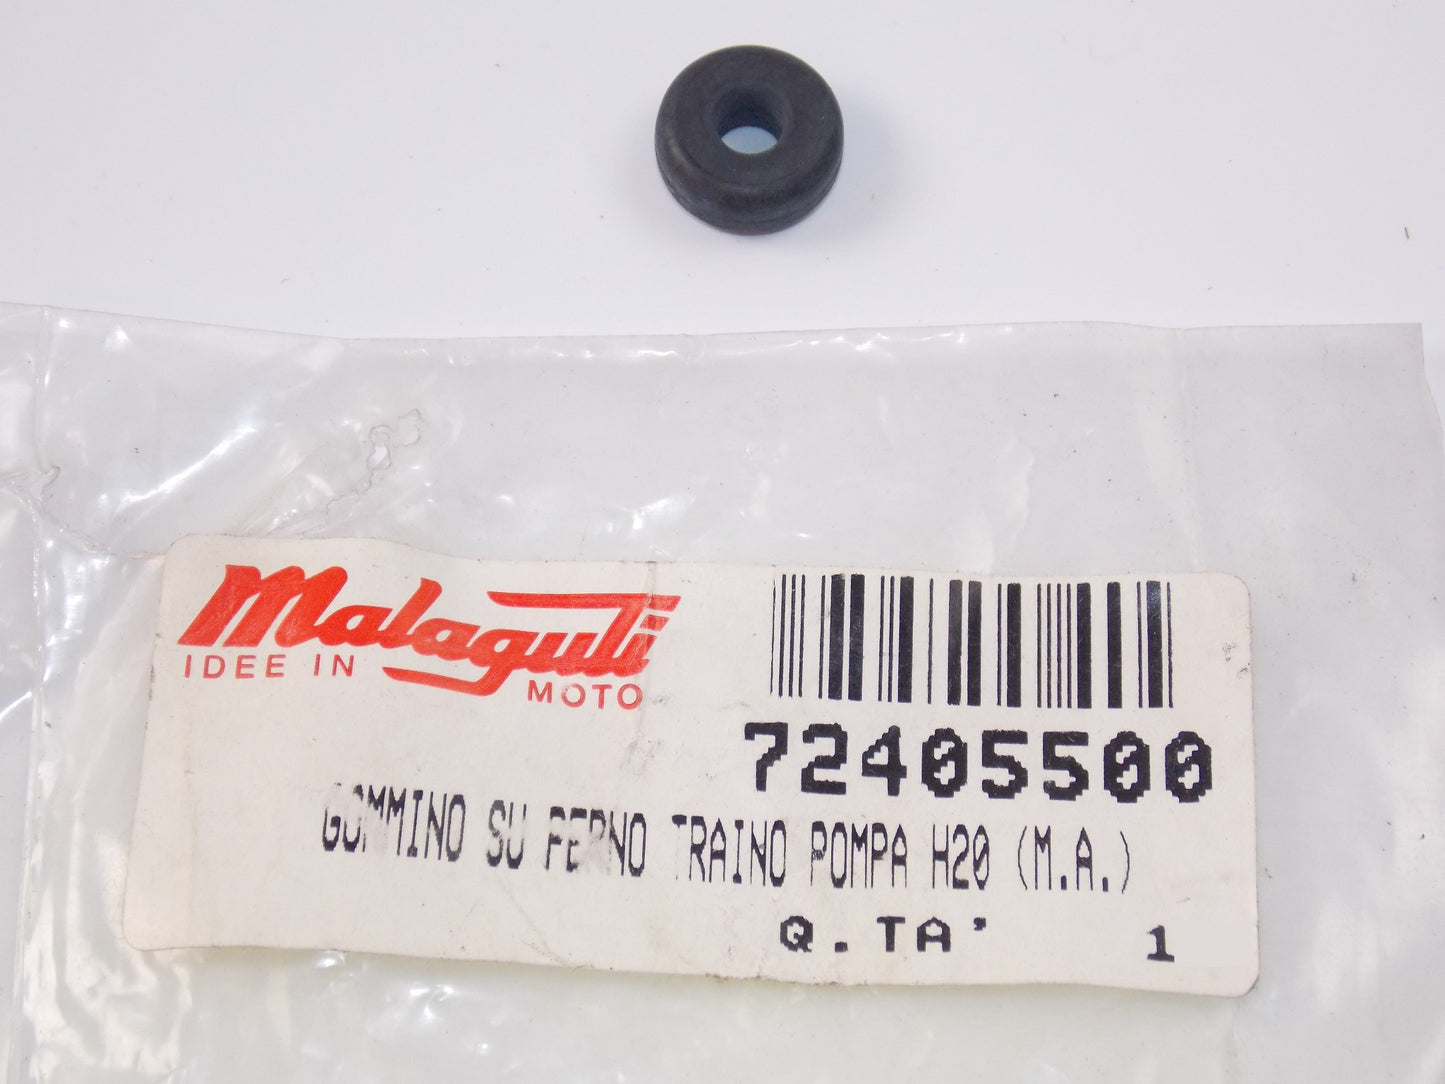 Malaguti
IDEE IN MOTO
72405500
GOMMINO SU PERNO TRAINO POMPA H20 (M.A.)
Q.TA' 1